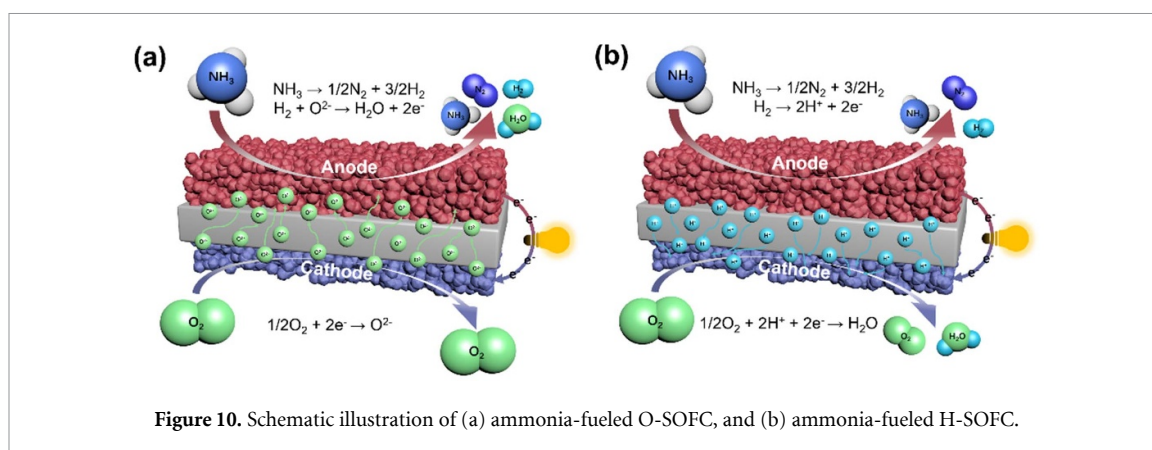 (a)
NH₃
NH₃ → 1/2N₂ + 3/2H₂
H₂ + O²⁻ → H₂O + 2e⁻
N₂
H₂
NH₃
H₂O
Anode
e⁻
e⁻
e⁻
e⁻
e
Cathode
O₂
1/2O₂ + 2e⁻ → O²⁻
O₂
(b)
NH₃
NH₃ → 1/2N₂ + 3/2H₂
H₂ → 2H⁺ + 2e⁻
N₂
NH₃
H₂
Anode
H⁺
e⁻
e⁻
e⁻
e⁻
e
Cathode
O₂
1/2O₂ + 2H⁺ + 2e⁻ → H₂O
O₂
H₂O
Figure 10. Schematic illustration of (a) ammonia-fueled O-SOFC, and (b) ammonia-fueled H-SOFC.